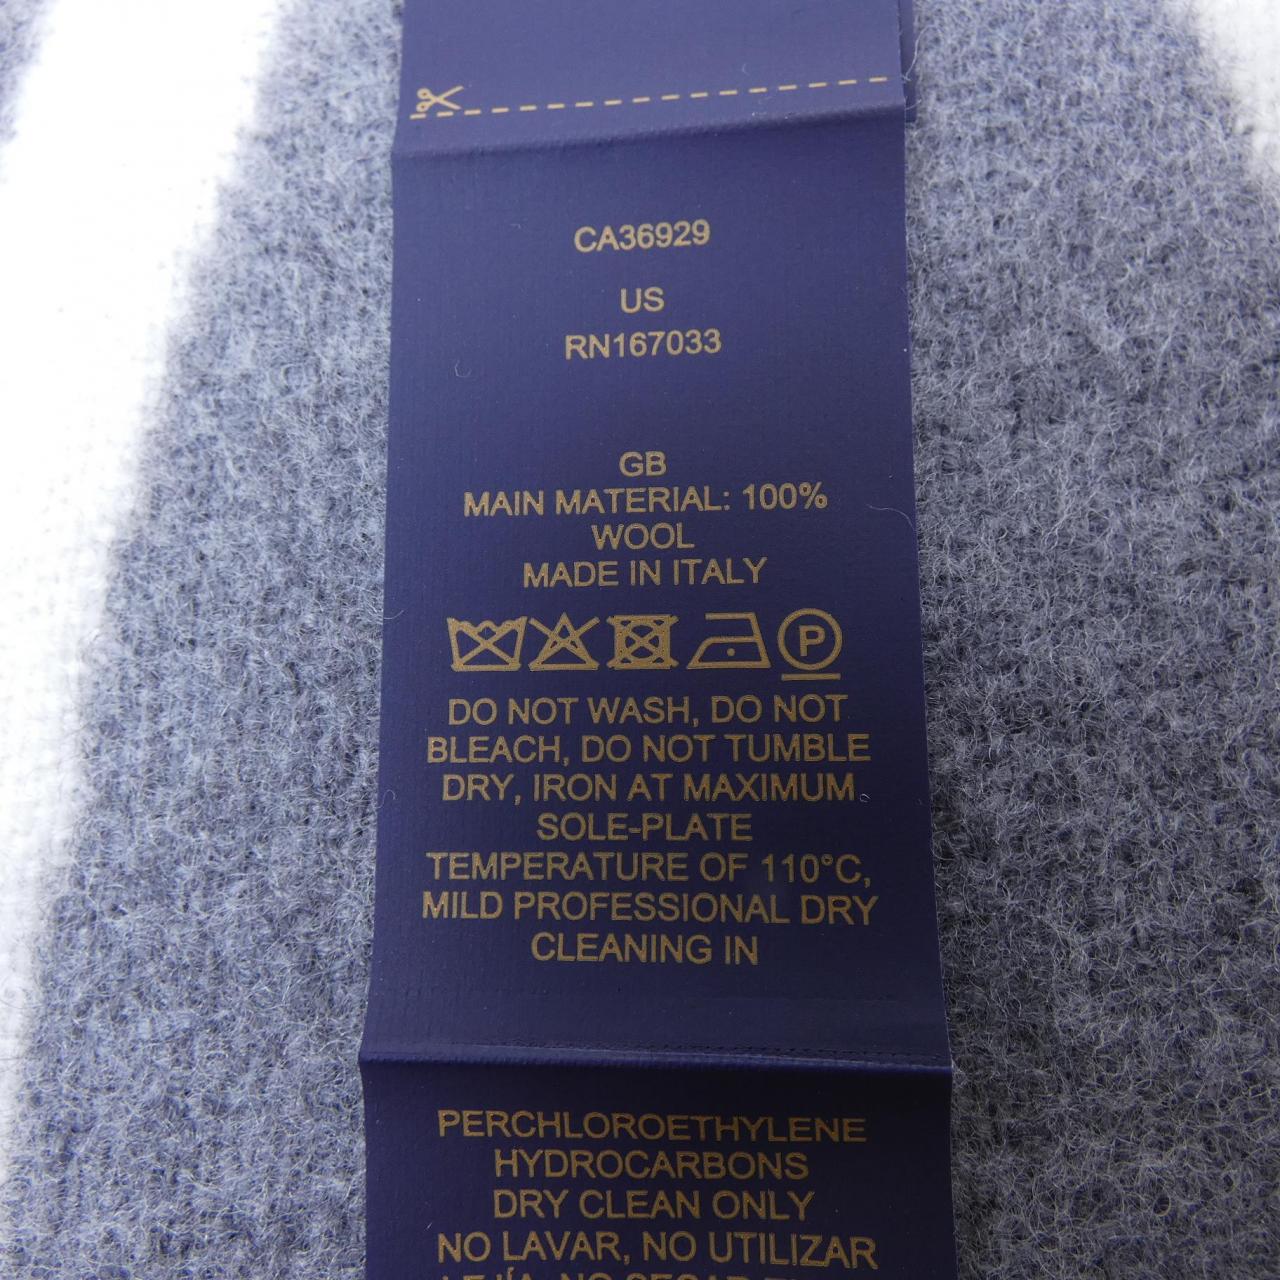 CA36929
US
RN167033
GB
MAIN MATERIAL: 100%
WOOL
MADE IN ITALY
P
DO NOT WASH, DO NOT
BLEACH, DO NOT TUMBLE
DRY, IRON AT MAXIMUM
SOLE-PLATE
TEMPERATURE OF 110°C,
MILD PROFESSIONAL DRY
CLEANING IN
PERCHLOROETHYLENE
HYDROCARBONS
DRY CLEAN ONLY
NO LAVAR, NO UTILIZAR